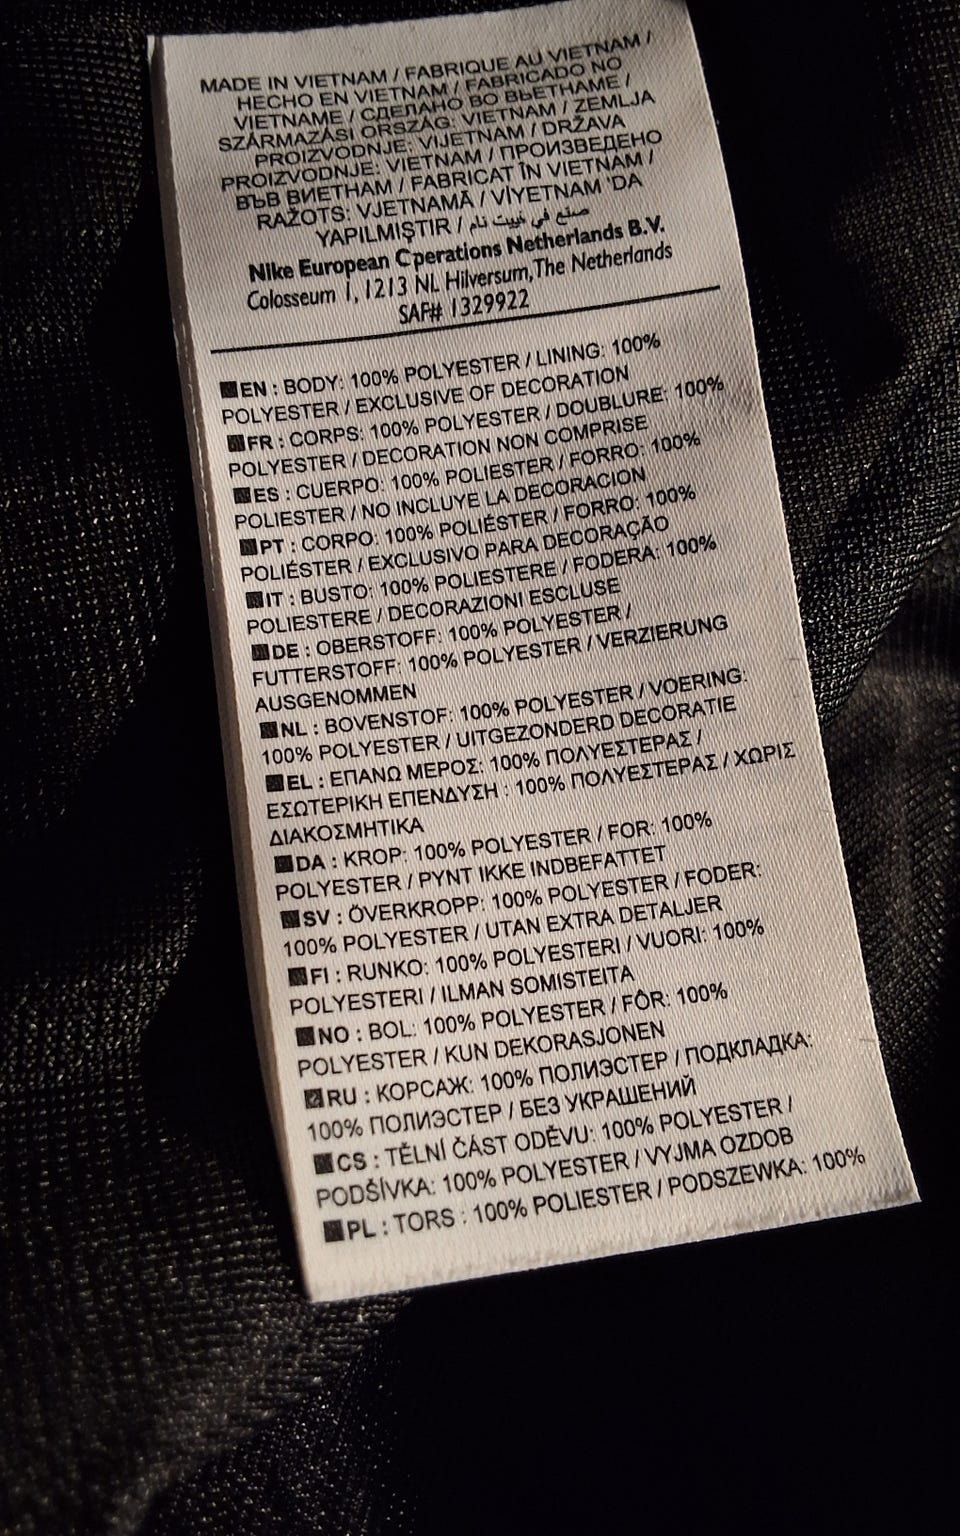 MADE IN VIETNAM / FABRIQUE AU VIETNAM /
HECHO EN VIETNAM / FABRICADO NO
VIETNAME / СДЕЛАНО ВО ВЬЕТНАМЕ /
SZÁRMAZÁSI ORSZÁG: VIETNAM / ZEMLJA
PROIZVODNJE: VIJETNAM / DRŽAVA
PROIZVODNJE: VIETNAM / ПРОИЗВЕДЕНО
ВЪВ ВИЕТНАМ / FABRICAT ÎN VIETNAM /
RAŽOTS: VJETNAMĀ / VİYETNAM 'DA
YAPILMIŞTIR / صنع في فييت نام
Nike European Operations Netherlands B.V.
Colosseum 1, 1213 NL Hilversum, The Netherlands
SAF# 1329922
EN : BODY: 100% POLYESTER / LINING: 100%
POLYESTER / EXCLUSIVE OF DECORATION
FR : CORPS: 100% POLYESTER / DOUBLURE: 100%
POLYESTER / DECORATION NON COMPRISE
ES : CUERPO: 100% POLIESTER / FORRO: 100%
POLIESTER / NO INCLUYE LA DECORACION
PT : CORPO: 100% POLIÉSTER / FORRO: 100%
POLIÉSTER / EXCLUSIVO PARA DECORAÇÃO
IT : BUSTO: 100% POLIESTERE / FODERA: 100%
POLIESTERE / DECORAZIONI ESCLUSE
DE : OBERSTOFF: 100% POLYESTER /
FUTTERSTOFF: 100% POLYESTER / VERZIERUNG
AUSGENOMMEN
NL : BOVENSTOF: 100% POLYESTER / VOERING:
100% POLYESTER / UITGEZONDERD DECORATIE
EL : ΕΠΑΝΩ ΜΕΡΟΣ: 100% ΠΟΛΥΕΣΤΕΡΑΣ /
ΕΣΩΤΕΡΙΚΗ ΕΠΕΝΔΥΣΗ : 100% ΠΟΛΥΕΣΤΕΡΑΣ / ΧΩΡΙΣ
ΔΙΑΚΟΣΜΗΤΙΚΑ
DA : KROP: 100% POLYESTER / FOR: 100%
POLYESTER / PYNT IKKE INDBEFATTET
SV : ÖVERKROPP: 100% POLYESTER / FODER:
100% POLYESTER / UTAN EXTRA DETALJER
FI : RUNKO: 100% POLYESTERI / VUORI: 100%
POLYESTERI / ILMAN SOMISTEITA
NO : BOL: 100% POLYESTER / FÔR: 100%
POLYESTER / KUN DEKORASJONEN
RU : КОРСАЖ: 100% ПОЛИЭСТЕР / ПОДКЛАДКА:
100% ПОЛИЭСТЕР / БЕЗ УКРАШЕНИЙ
CS : TĚLNÍ ČÁST ODĚVU: 100% POLYESTER /
PODŠÍVKA: 100% POLYESTER / VYJMA OZDOB
PL : TORS : 100% POLIESTER / PODSZEWKA: 100%